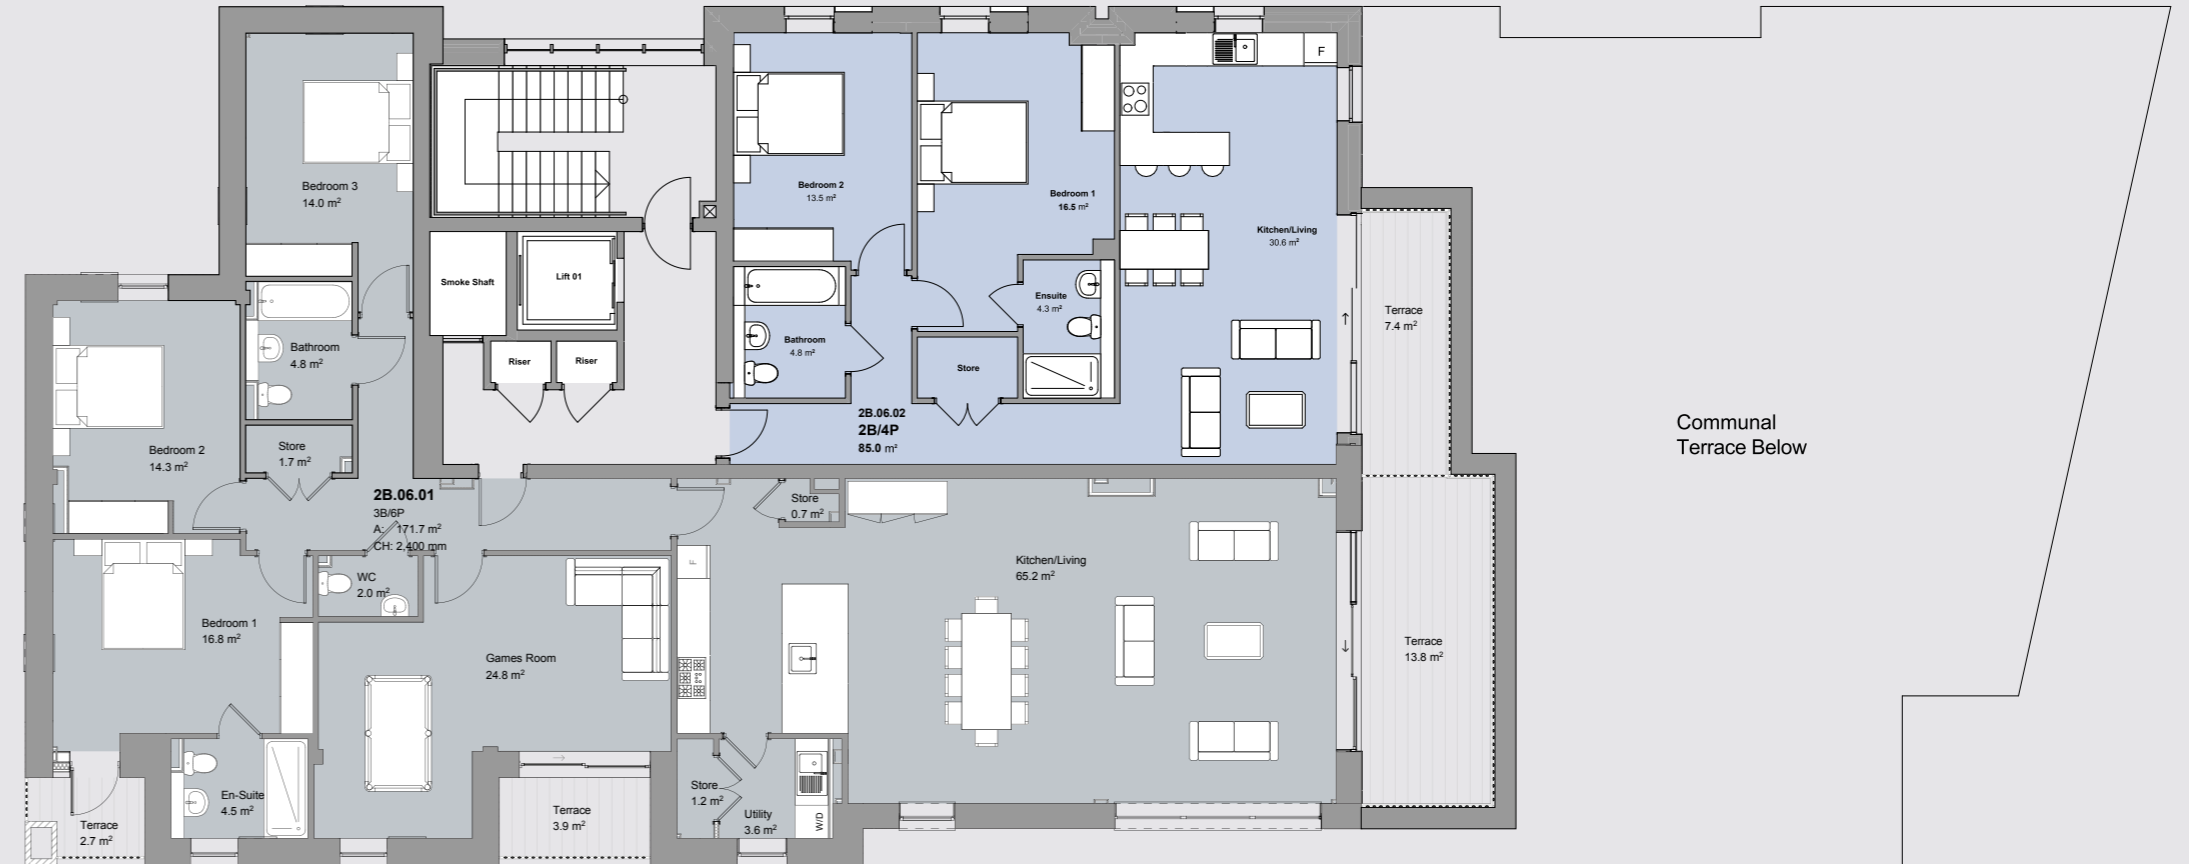 Bedroom 3
14.0 m²
Bedroom 2
13.5 m²
Bedroom 1
16.5 m²
F
Kitchen/Living
30.6 m²
Smoke Shaft
Lift 01
Ensuite
4.3 m²
Terrace
7.4 m²
Bathroom
4.8 m²
Bathroom
4.8 m²
Riser
Riser
Store
Bedroom 2
14.3 m²
Store
1.7 m²
2B.06.02
2B/4P
85.0 m²
Communal
Terrace Below
2B.06.01
3B/6P
A: 171.7 m²
CH: 2,400 mm
Store
0.7 m²
F
Kitchen/Living
65.2 m²
WC
2.0 m²
Bedroom 1
16.8 m²
Games Room
24.8 m²
Terrace
13.8 m²
En-Suite
4.5 m²
Store
1.2 m²
Terrace
3.9 m²
Utility
3.6 m²
W/D
Terrace
2.7 m²